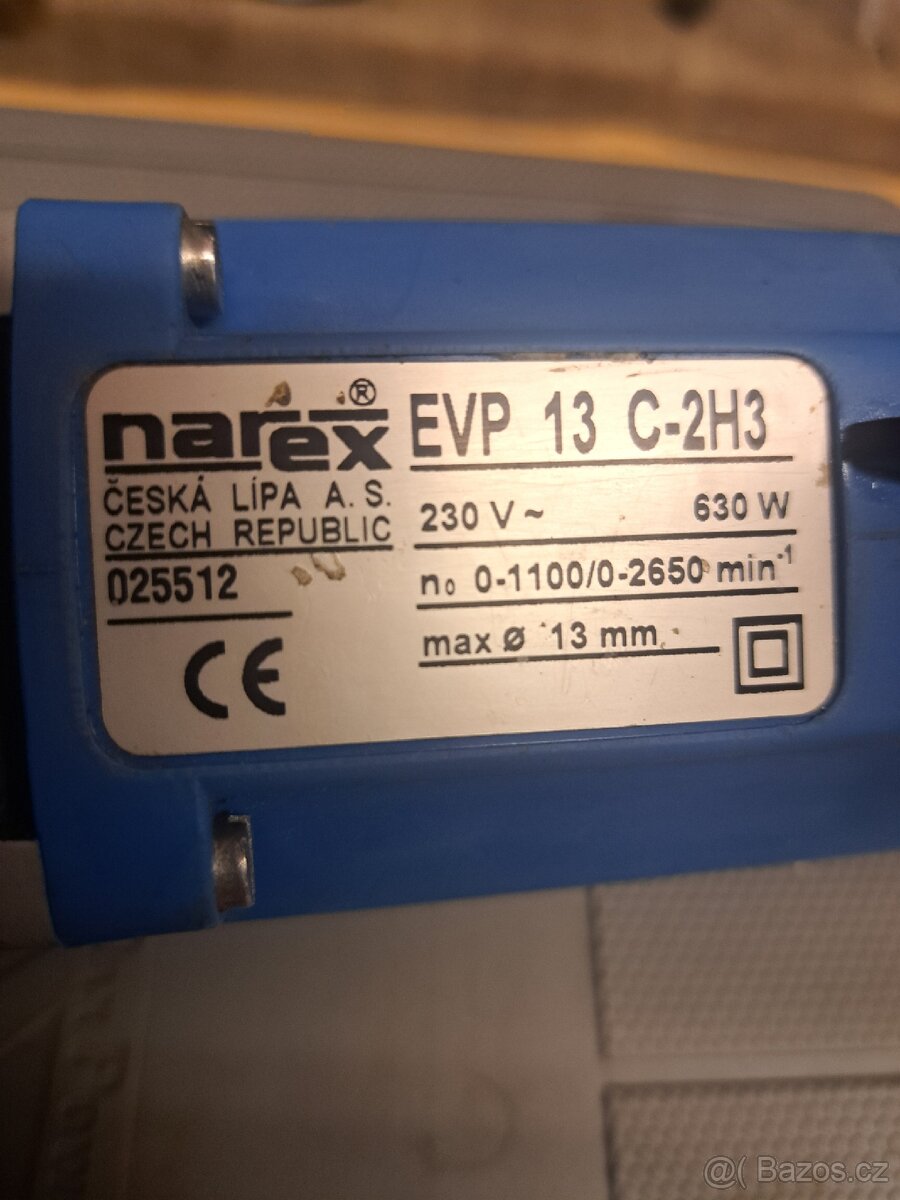 narex®
ČESKÁ LÍPA A. S.
CZECH REPUBLIC
025512
CE
EVP 13 C-2H3
230 V ~ 630 W
n₀ 0-1100/0-2650 min⁻¹
max Ø 13 mm
@( Bazos.cz